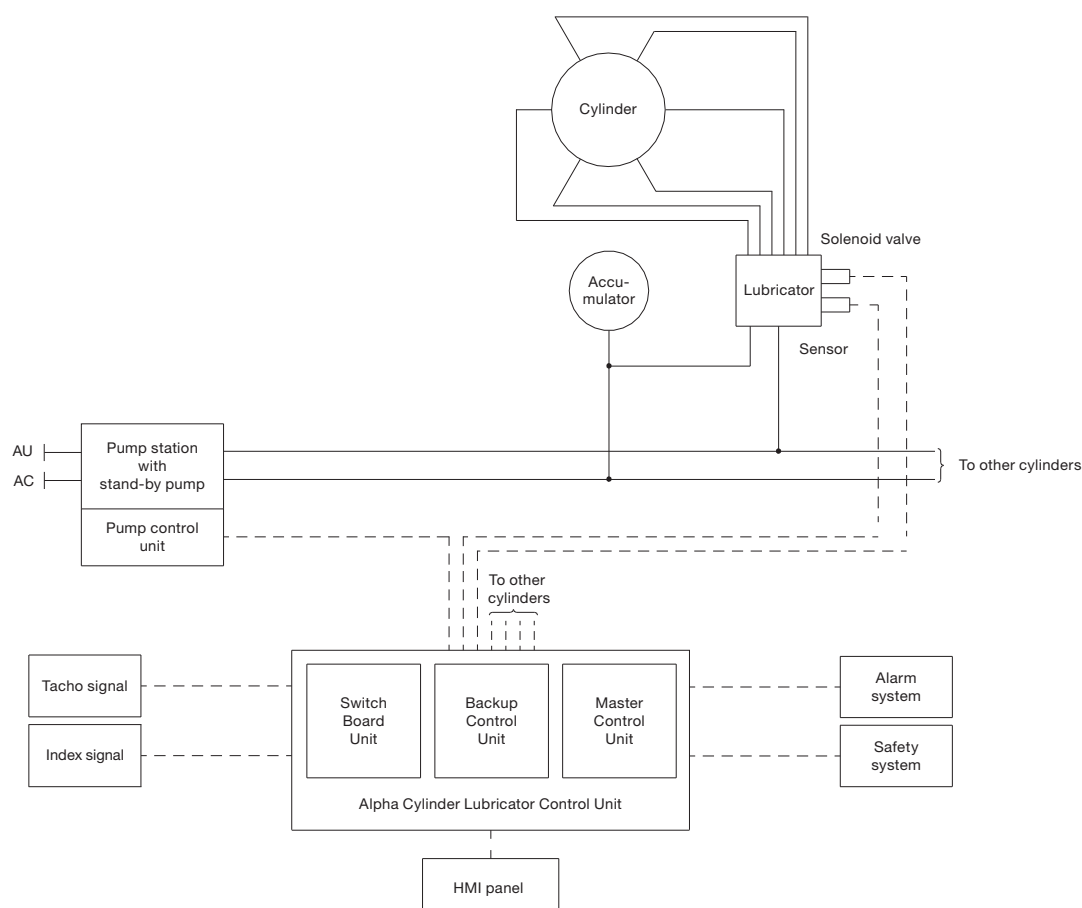 Cylinder
Solenoid valve
Accu-
mulator
Lubricator
Sensor
AU
AC
Pump station
with
stand-by pump
To other cylinders
Pump control
unit
To other
cylinders
Tacho signal
Index signal
Switch
Board
Unit
Backup
Control
Unit
Master
Control
Unit
Alarm
system
Safety
system
Alpha Cylinder Lubricator Control Unit
HMI panel